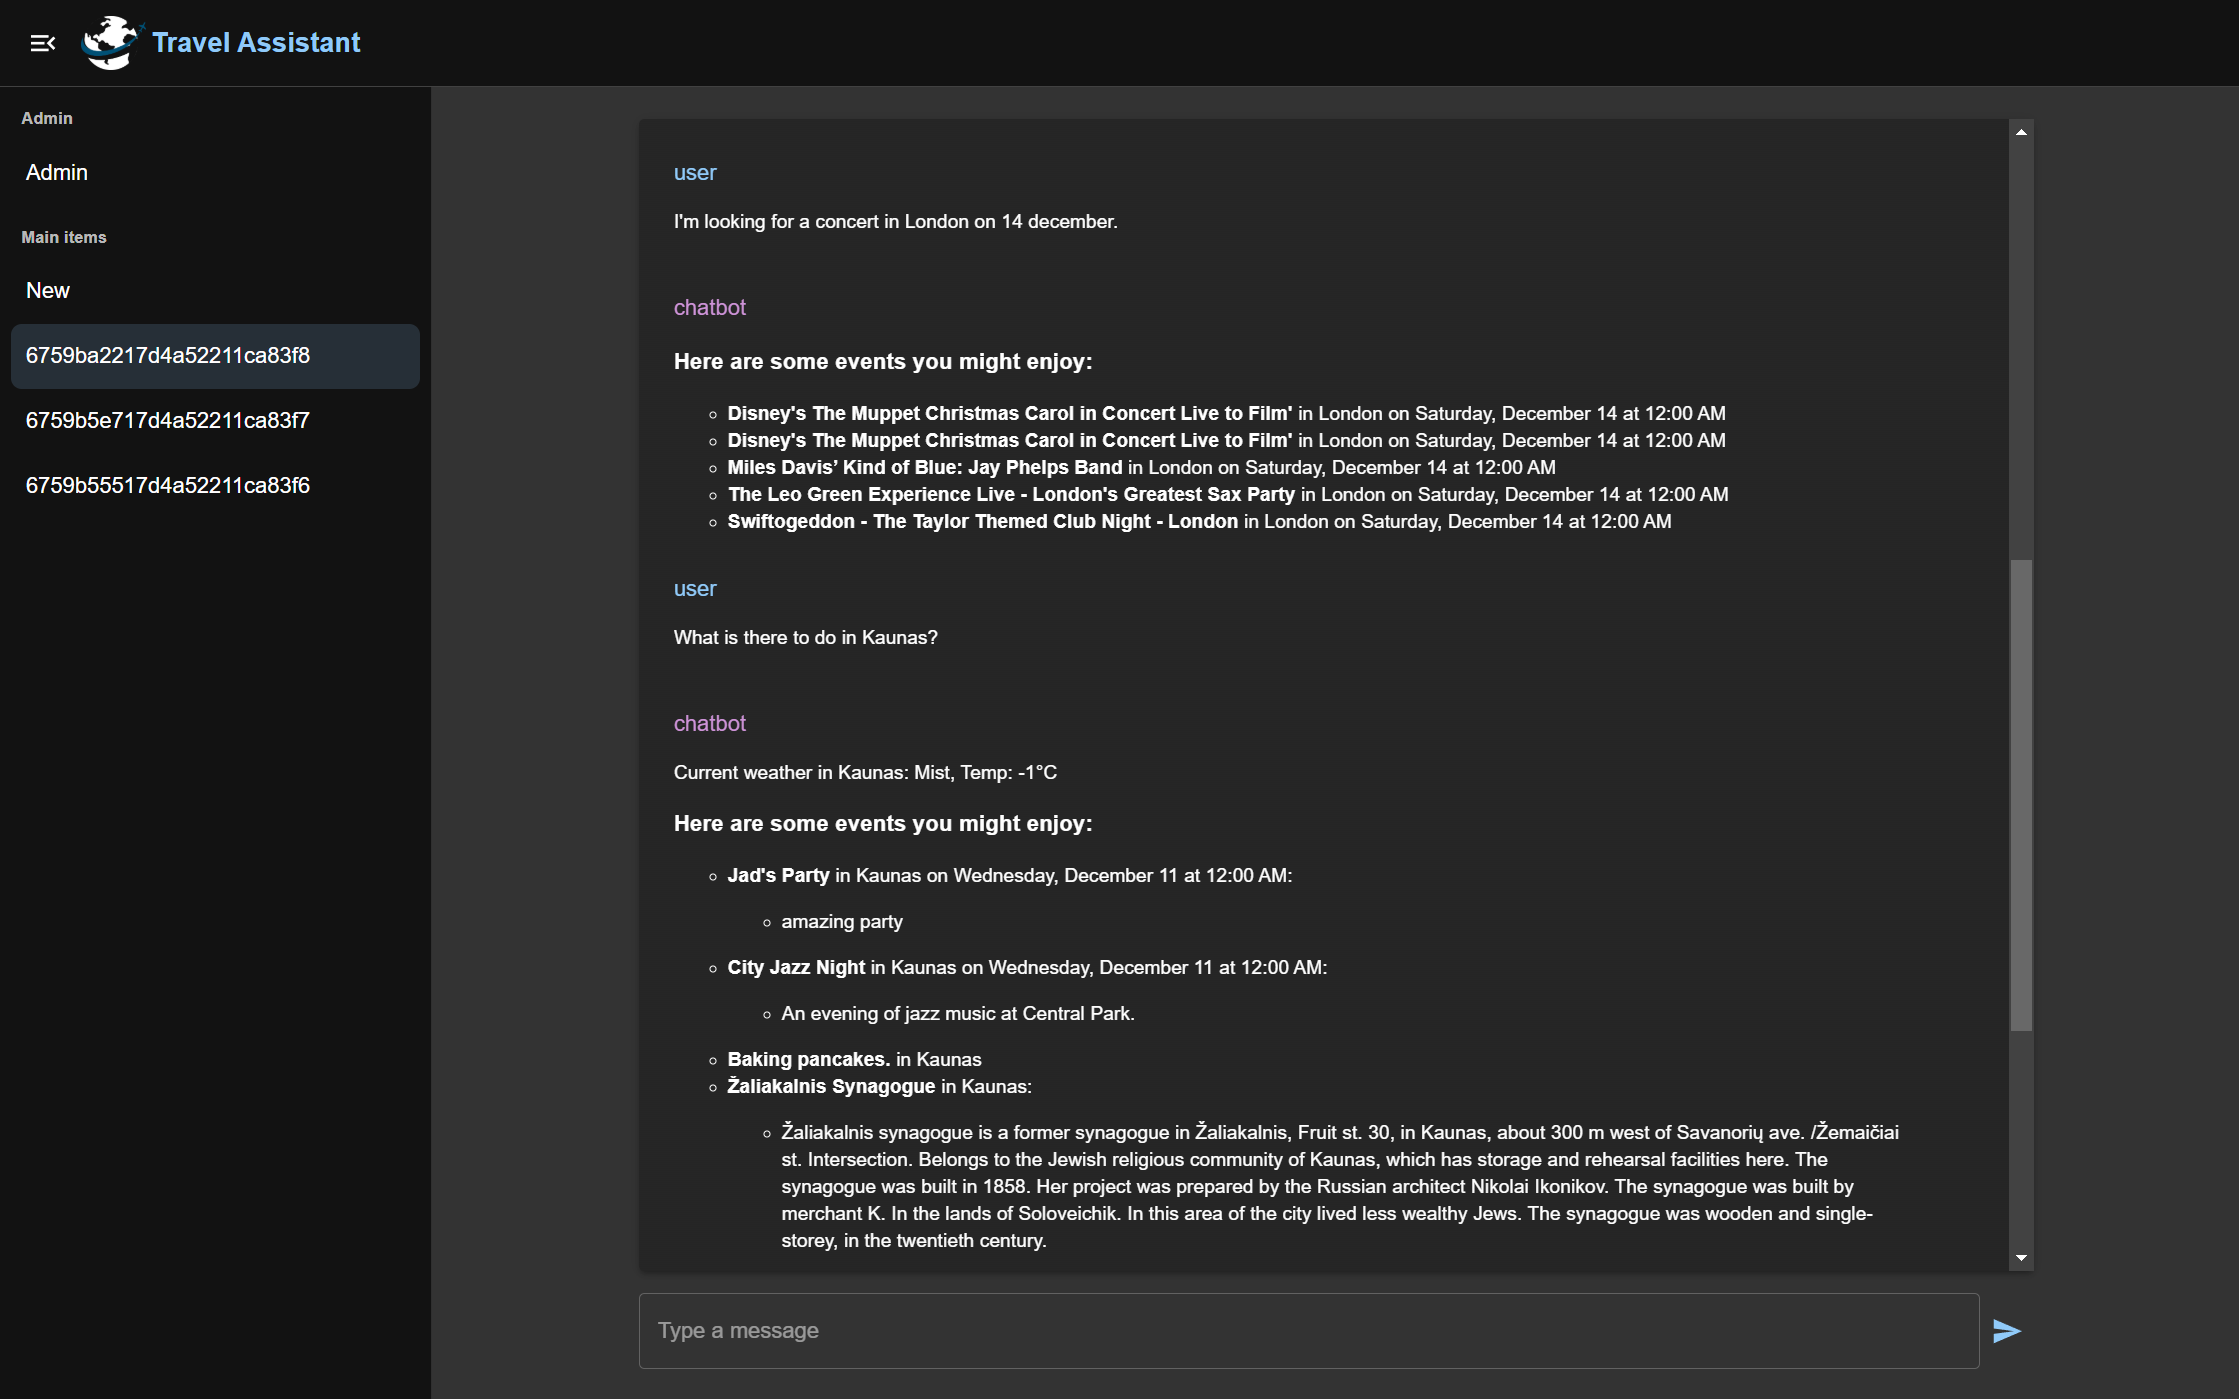 Travel Assistant
Admin
Admin
Main items
New
6759ba2217d4a52211ca83f8
6759b5e717d4a52211ca83f7
6759b55517d4a52211ca83f6
user
I'm looking for a concert in London on 14 december.
chatbot
Here are some events you might enjoy:
Disney's The Muppet Christmas Carol in Concert Live to Film' in London on Saturday, December 14 at 12:00 AM
Disney's The Muppet Christmas Carol in Concert Live to Film' in London on Saturday, December 14 at 12:00 AM
Miles Davis’ Kind of Blue: Jay Phelps Band in London on Saturday, December 14 at 12:00 AM
The Leo Green Experience Live - London's Greatest Sax Party in London on Saturday, December 14 at 12:00 AM
Swiftogeddon - The Taylor Themed Club Night - London in London on Saturday, December 14 at 12:00 AM
user
What is there to do in Kaunas?
chatbot
Current weather in Kaunas: Mist, Temp: -1°C
Here are some events you might enjoy:
Jad's Party in Kaunas on Wednesday, December 11 at 12:00 AM:
amazing party
City Jazz Night in Kaunas on Wednesday, December 11 at 12:00 AM:
An evening of jazz music at Central Park.
Baking pancakes. in Kaunas
Žaliakalnis Synagogue in Kaunas:
Žaliakalnis synagogue is a former synagogue in Žaliakalnis, Fruit st. 30, in Kaunas, about 300 m west of Savanorių ave. /Žemaičiai
st. Intersection. Belongs to the Jewish religious community of Kaunas, which has storage and rehearsal facilities here. The
synagogue was built in 1858. Her project was prepared by the Russian architect Nikolai Ikonikov. The synagogue was built by
merchant K. In the lands of Soloveichik. In this area of the city lived less wealthy Jews. The synagogue was wooden and single-
storey, in the twentieth century.
Type a message